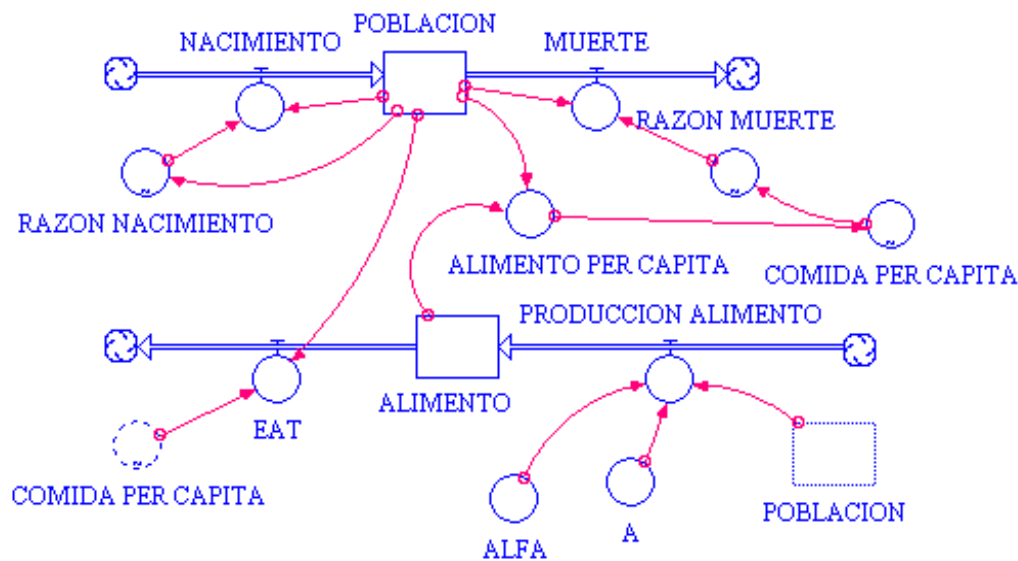 POBLACION
NACIMIENTO
MUERTE
RAZON MUERTE
RAZON NACIMIENTO
ALIMENTO PER CAPITA
COMIDA PER CAPITA
PRODUCCION ALIMENTO
ALIMENTO
EAT
COMIDA PER CAPITA
ALFA
A
POBLACION